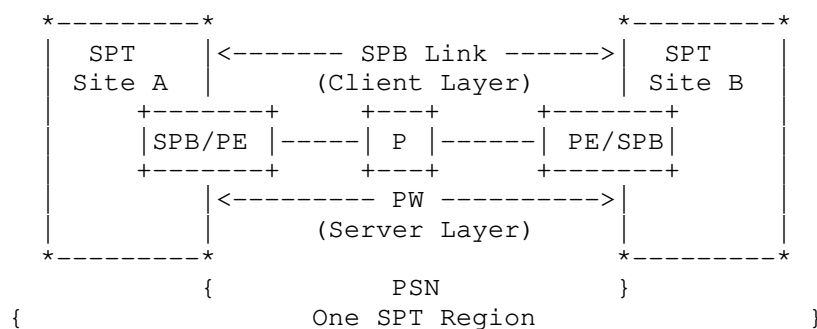 *---------* *---------*
| SPT |<------- SPB Link ------>| SPT |
| Site A | (Client Layer) | Site B |
| +-------+ +---+ +-------+ |
| |SPB/PE |-----| P |------| PE/SPB| |
| +-------+ +---+ +-------+ |
| |<--------- PW ---------->| |
| | (Server Layer) | |
*---------* *---------*
{ PSN }
{ One SPT Region }